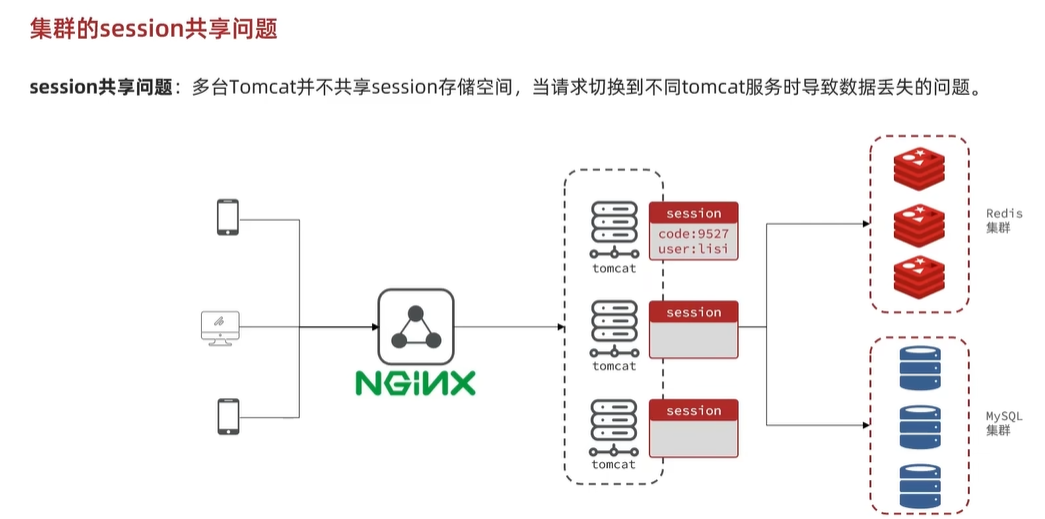 集群的session共享问题
session共享问题：多台Tomcat并不共享session存储空间，当请求切换到不同tomcat服务时导致数据丢失的问题。
NGINX
session
code:9527
user:lisi
tomcat
session
tomcat
session
tomcat
Redis
集群
MySQL
集群